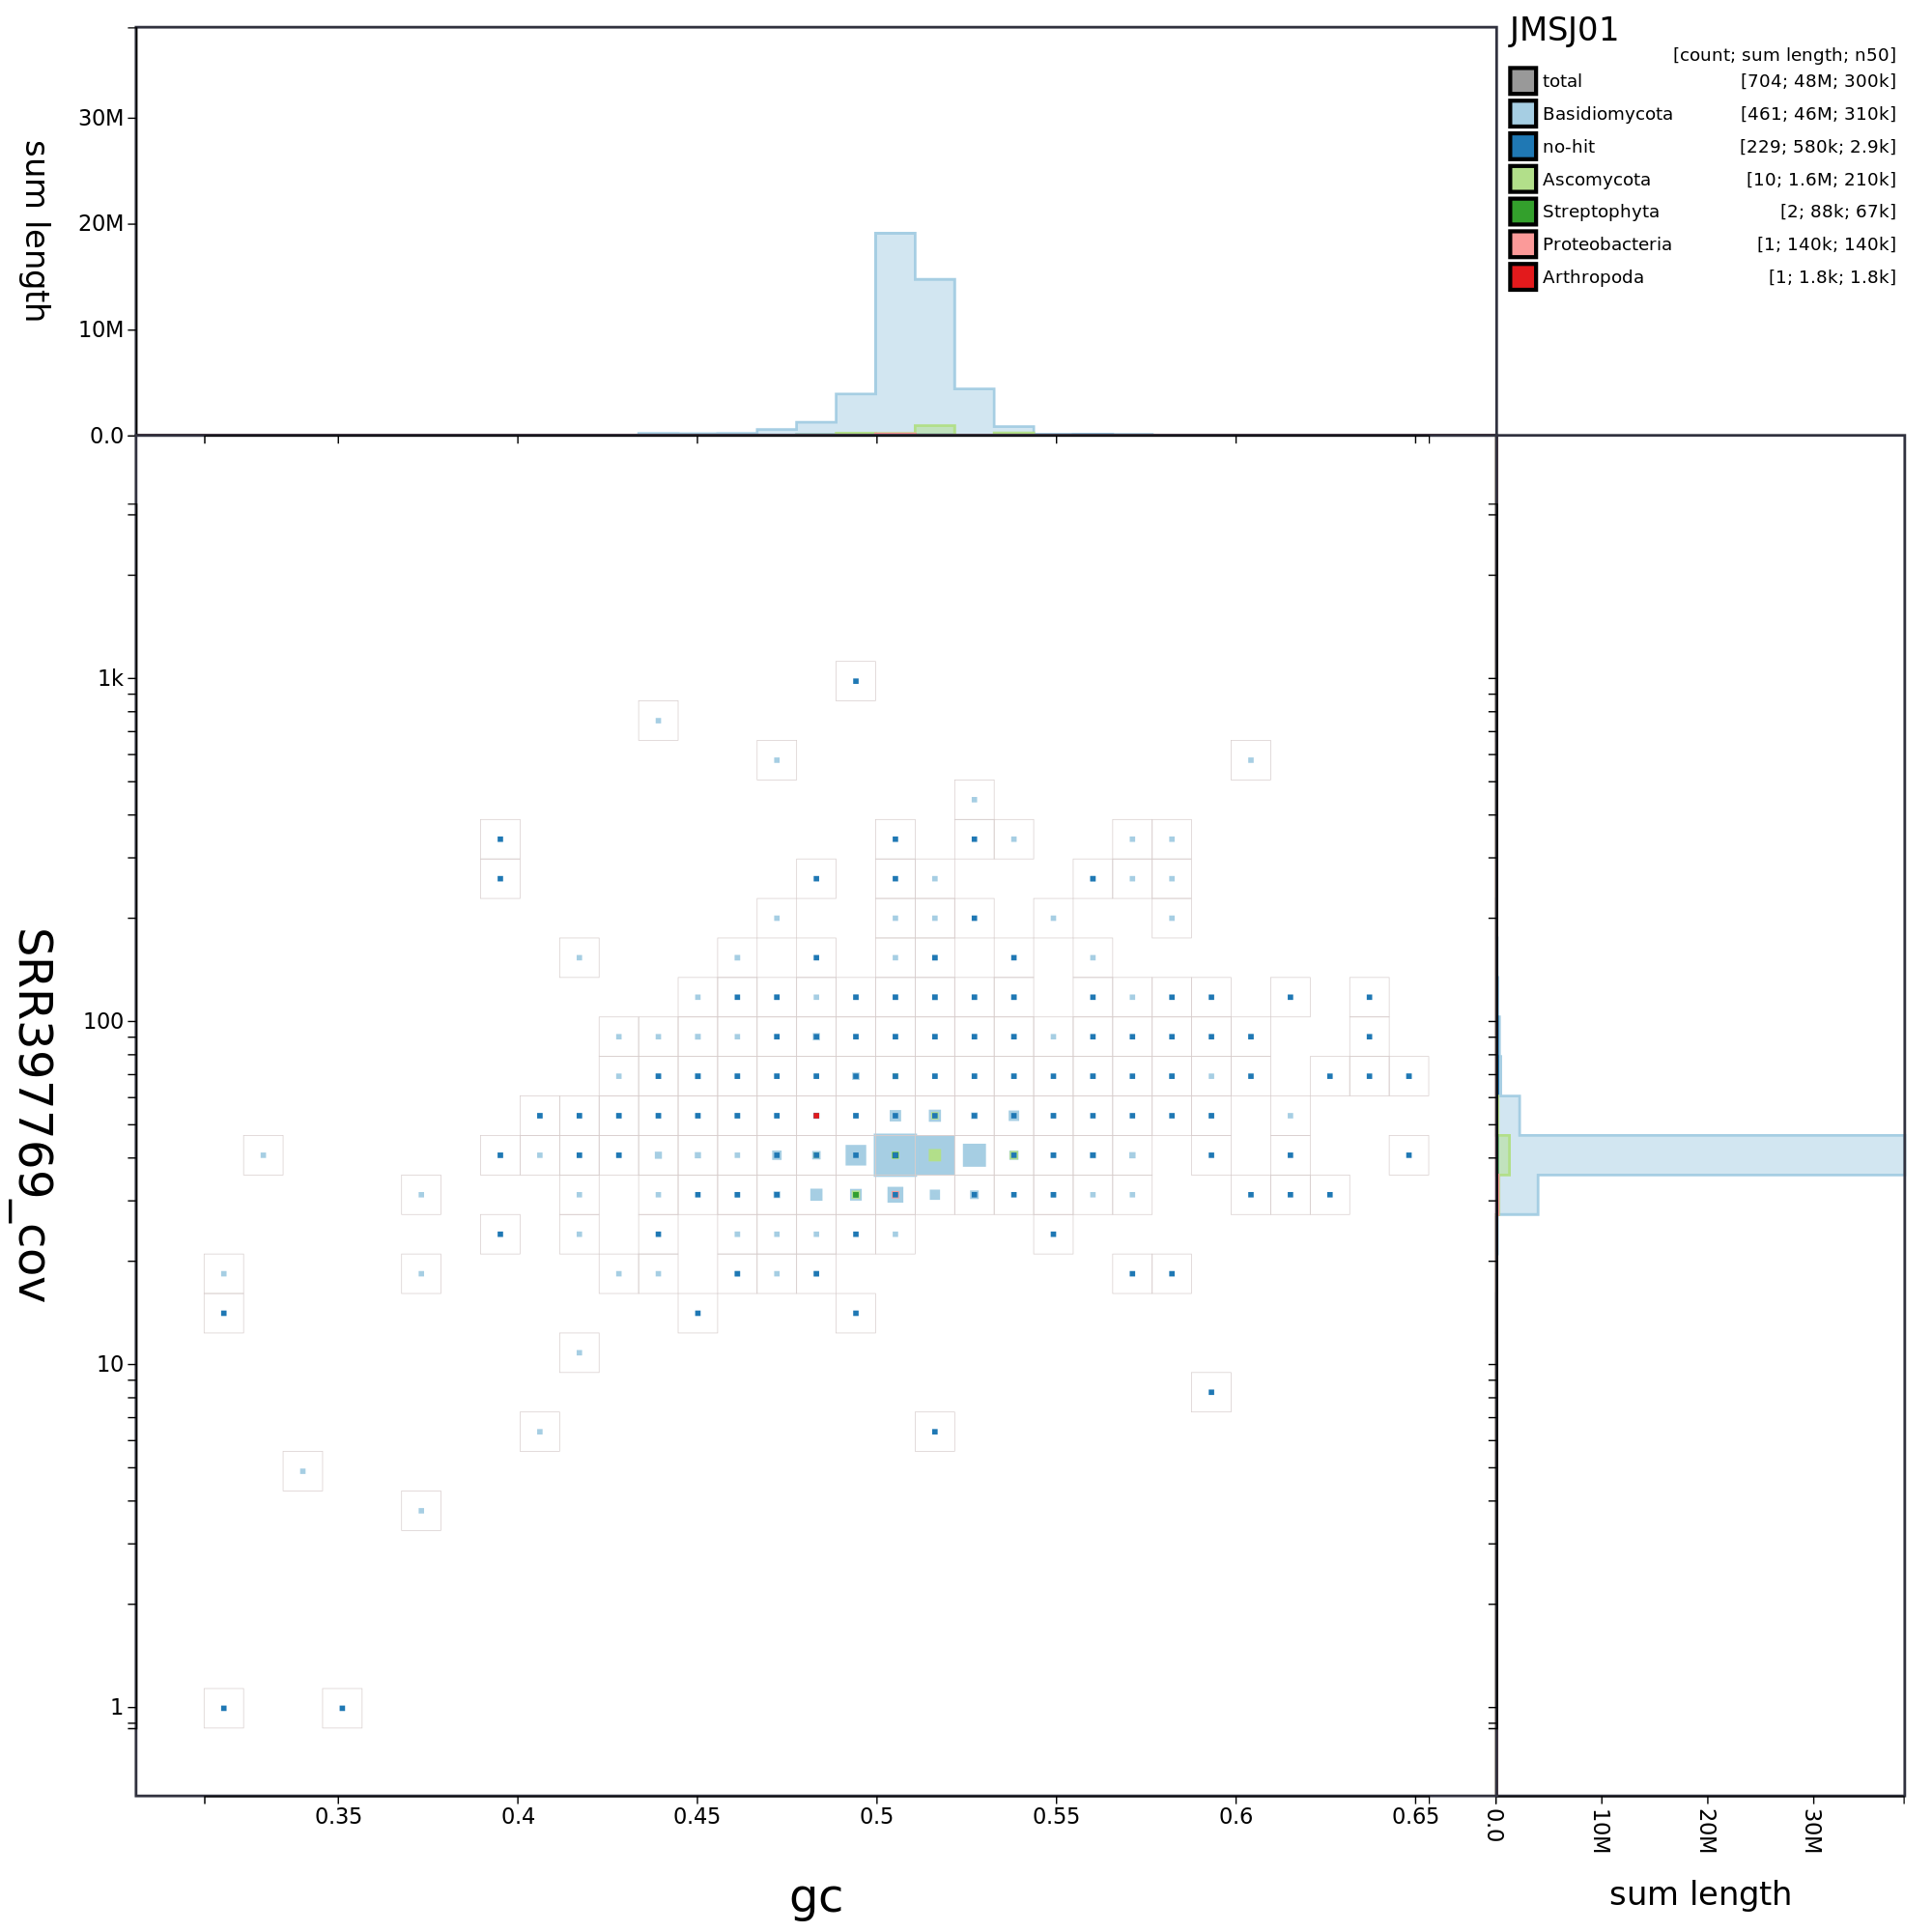 JMSJ01
[count; sum length; n50]
total [704; 48M; 300k]
Basidiomycota [461; 46M; 310k]
no-hit [229; 580k; 2.9k]
Ascomycota [10; 1.6M; 210k]
Streptophyta [2; 88k; 67k]
Proteobacteria [1; 140k; 140k]
Arthropoda [1; 1.8k; 1.8k]
sum length
30M
20M
10M
0.0
SRR397769_cov
1k
100
10
1
0.35 0.4 0.45 0.5 0.55 0.6 0.65
gc
0.0 10M 20M 30M
sum length